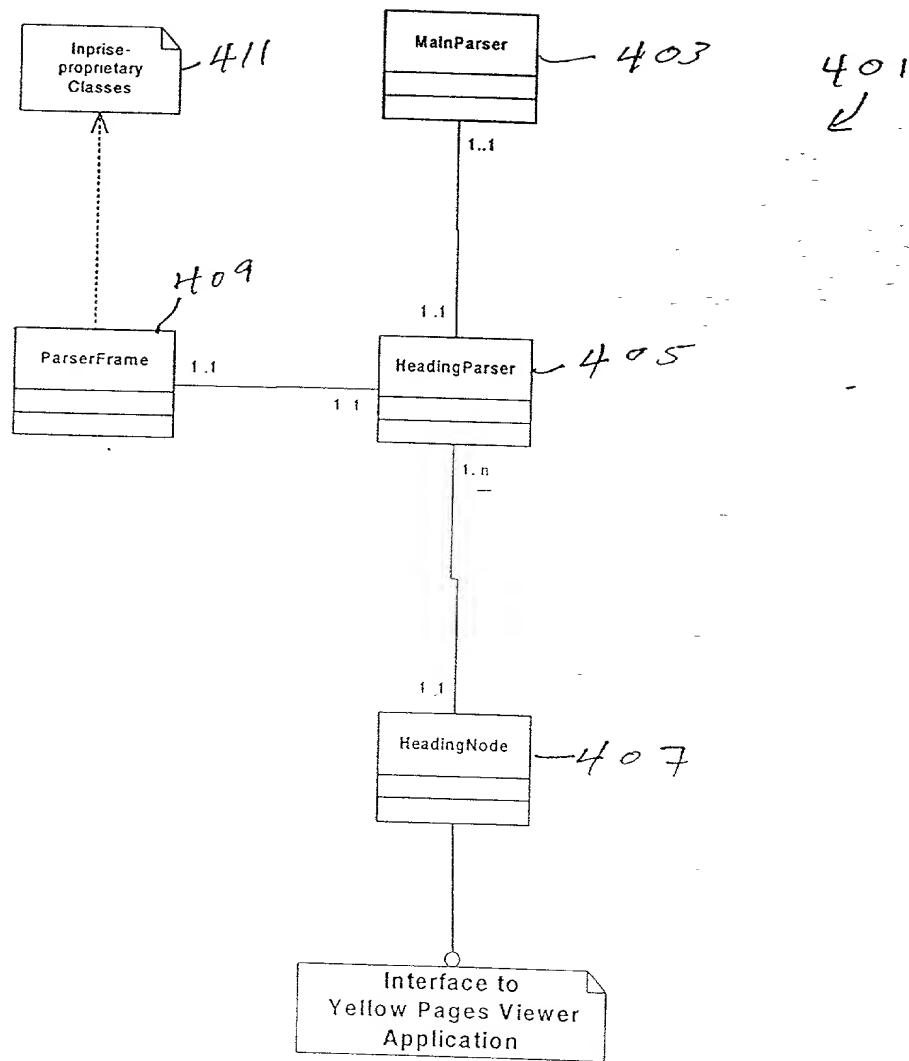 Inprise-
proprietary
Classes
411
MainParser
403
401
1..1
409
ParserFrame
1.1
1.1
HeadingParser
405
1 1
1. n
1.1
HeadingNode
407
Interface to
Yellow Pages Viewer
Application